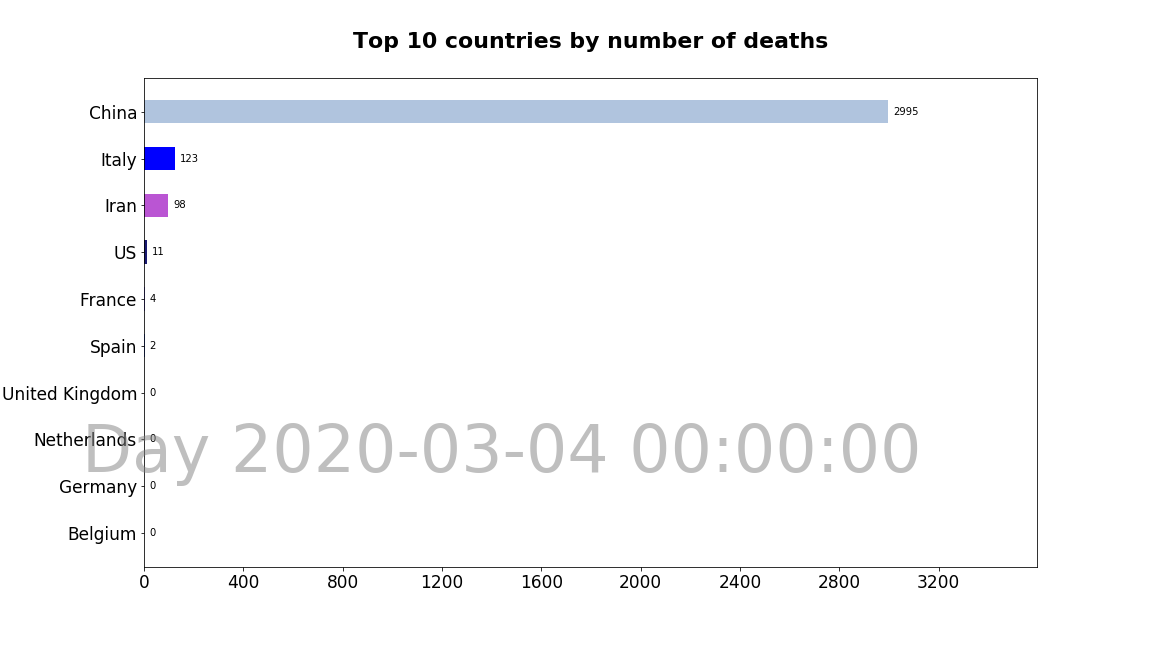 Top 10 countries by number of deaths
China 2995
Italy 123
Iran 98
US 11
France 4
Spain 2
United Kingdom 0
Netherlands 0
Day 2020-03-04 00:00:00
Germany 0
Belgium 0
0 400 800 1200 1600 2000 2400 2800 3200